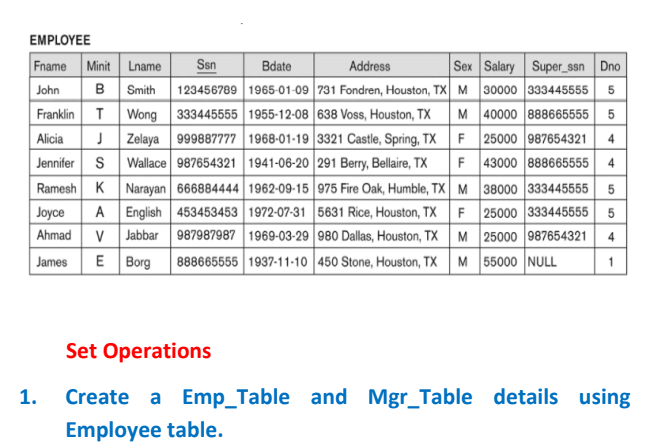 EMPLOYEE
Fname Minit Lname Ssn Bdate Address Sex Salary Super_ssn Dno
John B Smith 123456789 1965-01-09 731 Fondren, Houston, TX M 30000 333445555 5
Franklin T Wong 333445555 1955-12-08 638 Voss, Houston, TX M 40000 888665555 5
Alicia J Zelaya 999887777 1968-01-19 3321 Castle, Spring, TX F 25000 987654321 4
Jennifer S Wallace 987654321 1941-06-20 291 Berry, Bellaire, TX F 43000 888665555 4
Ramesh K Narayan 666884444 1962-09-15 975 Fire Oak, Humble, TX M 38000 333445555 5
Joyce A English 453453453 1972-07-31 5631 Rice, Houston, TX F 25000 333445555 5
Ahmad V Jabbar 987987987 1969-03-29 980 Dallas, Houston, TX M 25000 987654321 4
James E Borg 888665555 1937-11-10 450 Stone, Houston, TX M 55000 NULL 1
Set Operations
1. Create a Emp_Table and Mgr_Table details using
Employee table.